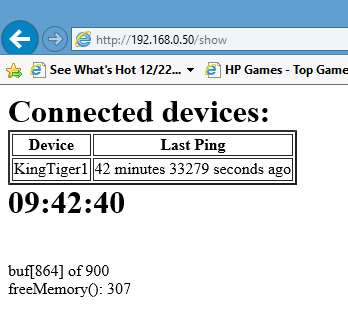 http://192.168.0.50/show
See What's Hot 12/22...
HP Games - Top Game
Connected devices:
Device Last Ping
KingTiger1 42 minutes 33279 seconds ago
09:42:40
buf[864] of 900
freeMemory(): 307